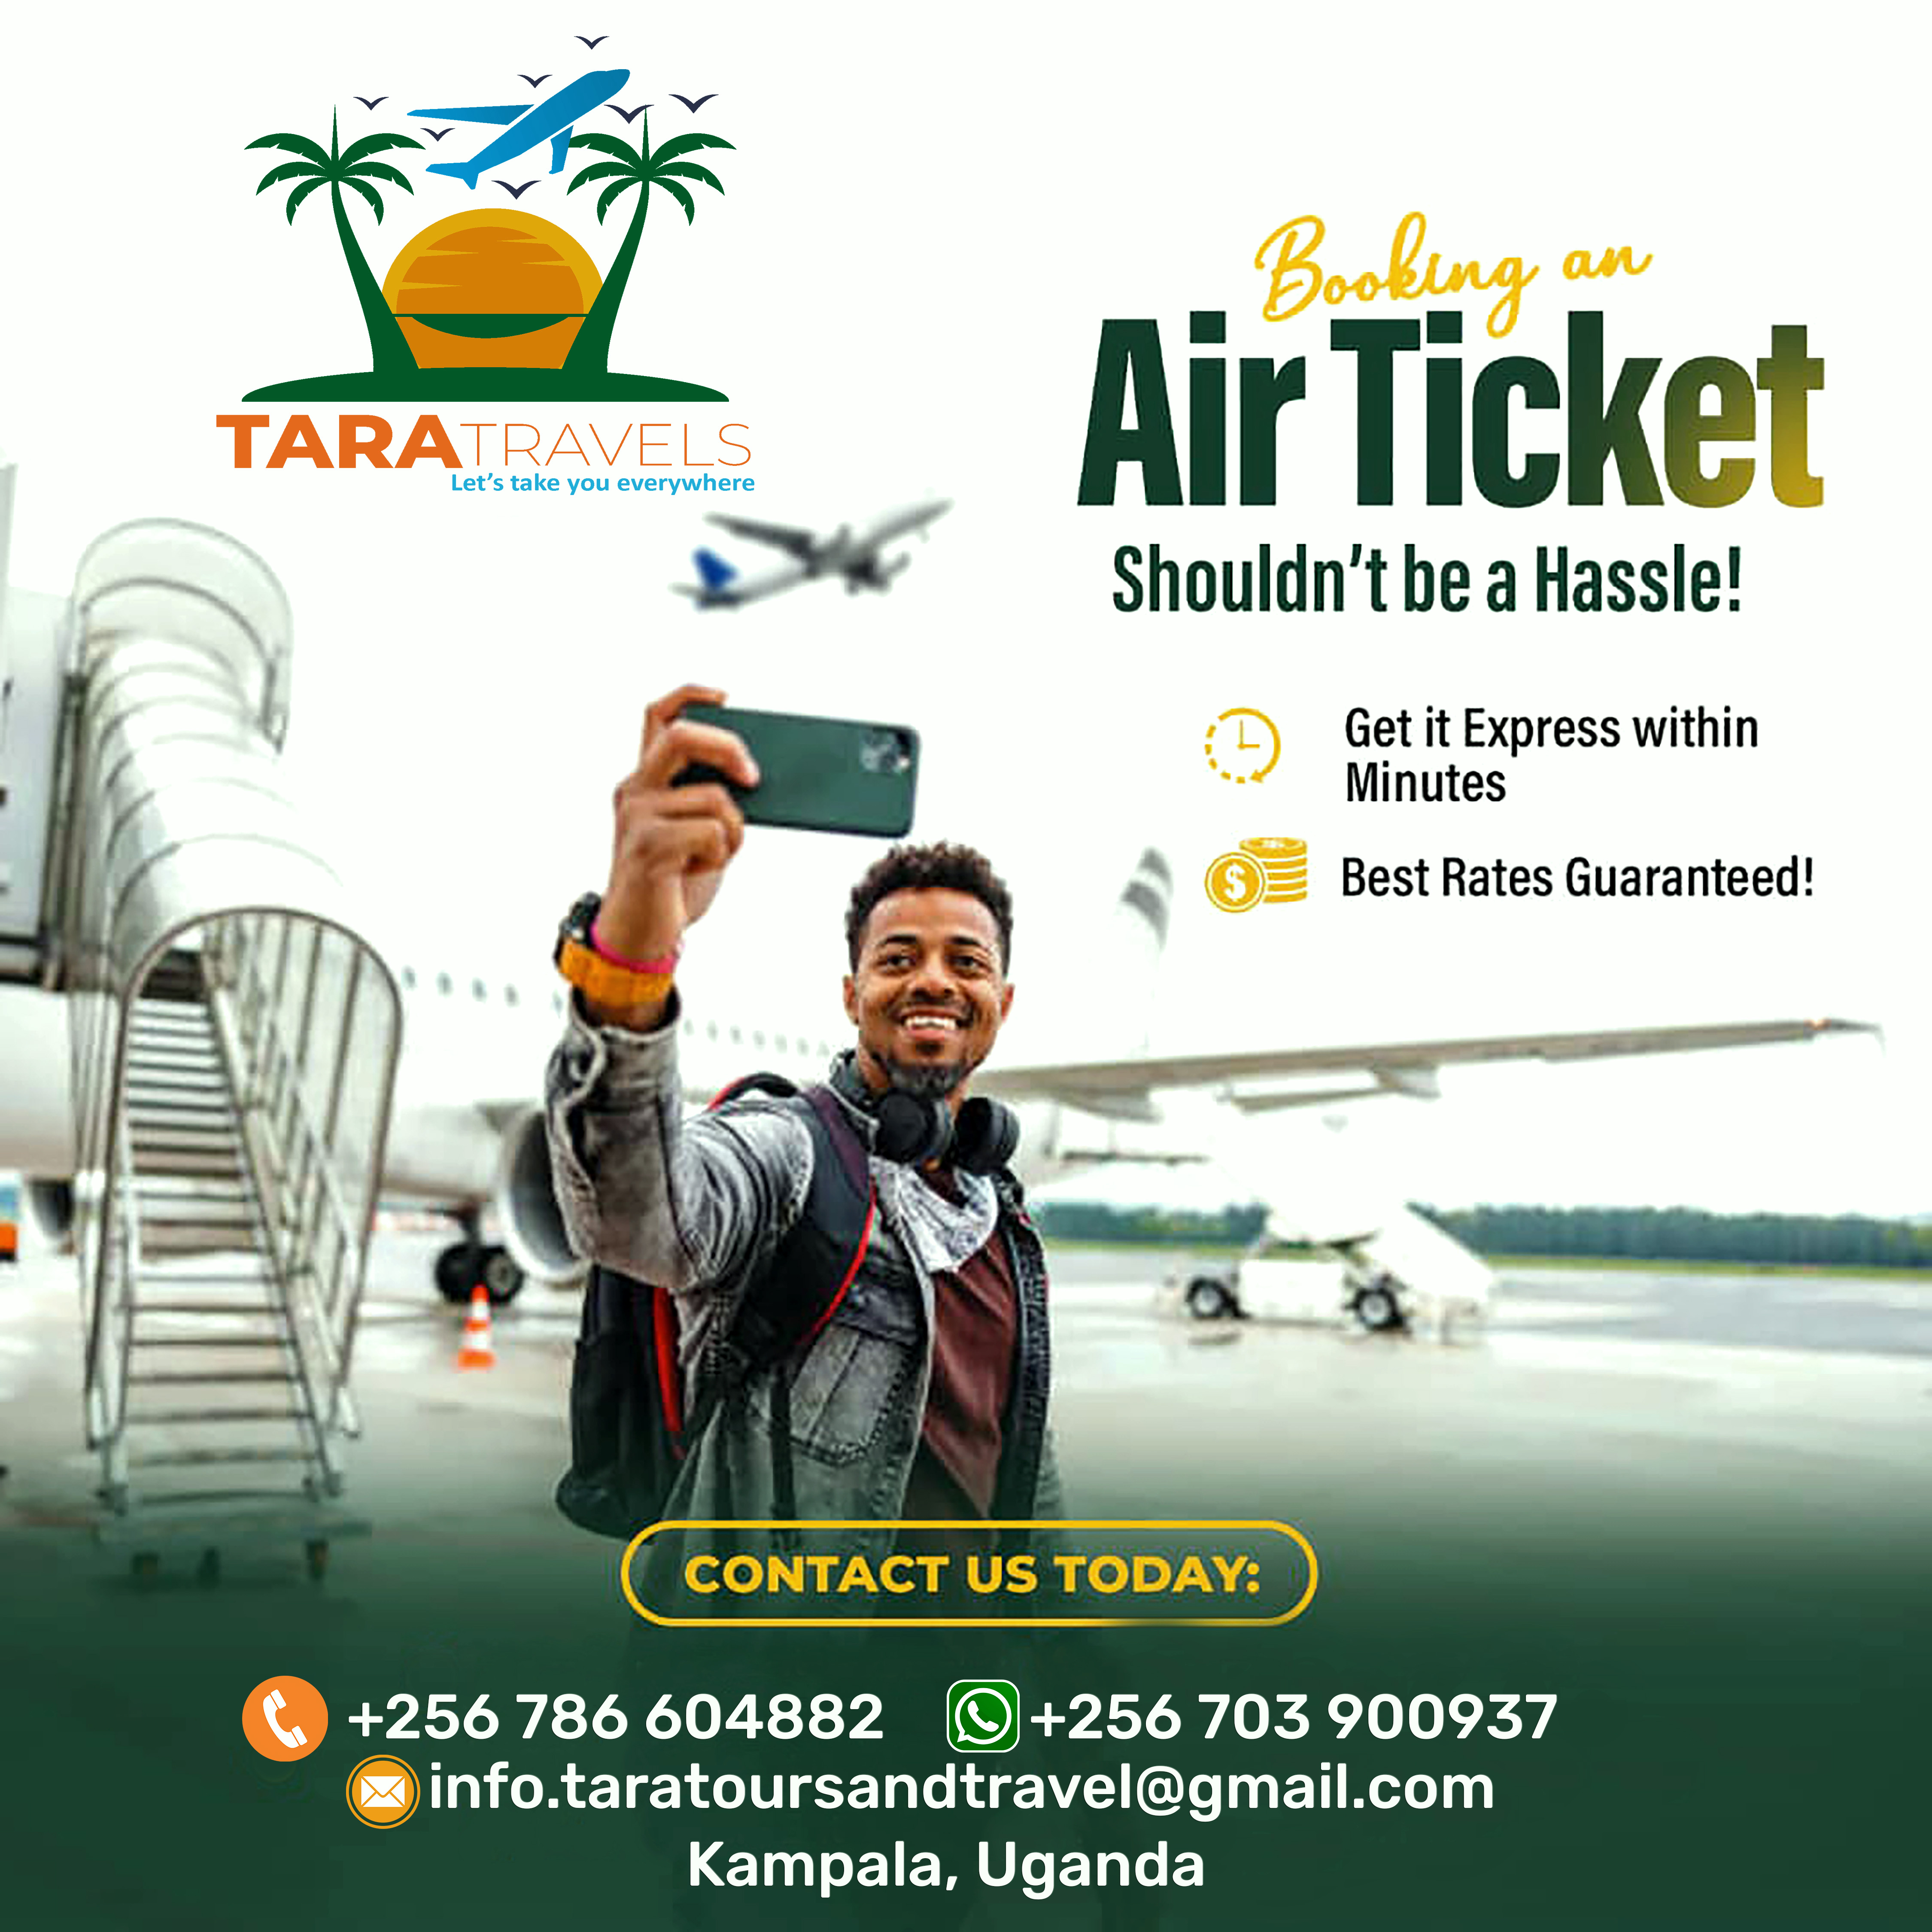 TARATRAVELS
Let's take you everywhere
Booking an
Air Ticket
Shouldn't be a Hassle!
Get it Express within
Minutes
$
Best Rates Guaranteed!
CONTACT US TODAY:
+256 786 604882
+256 703 900937
info.taratoursandtravel@gmail.com
Kampala, Uganda